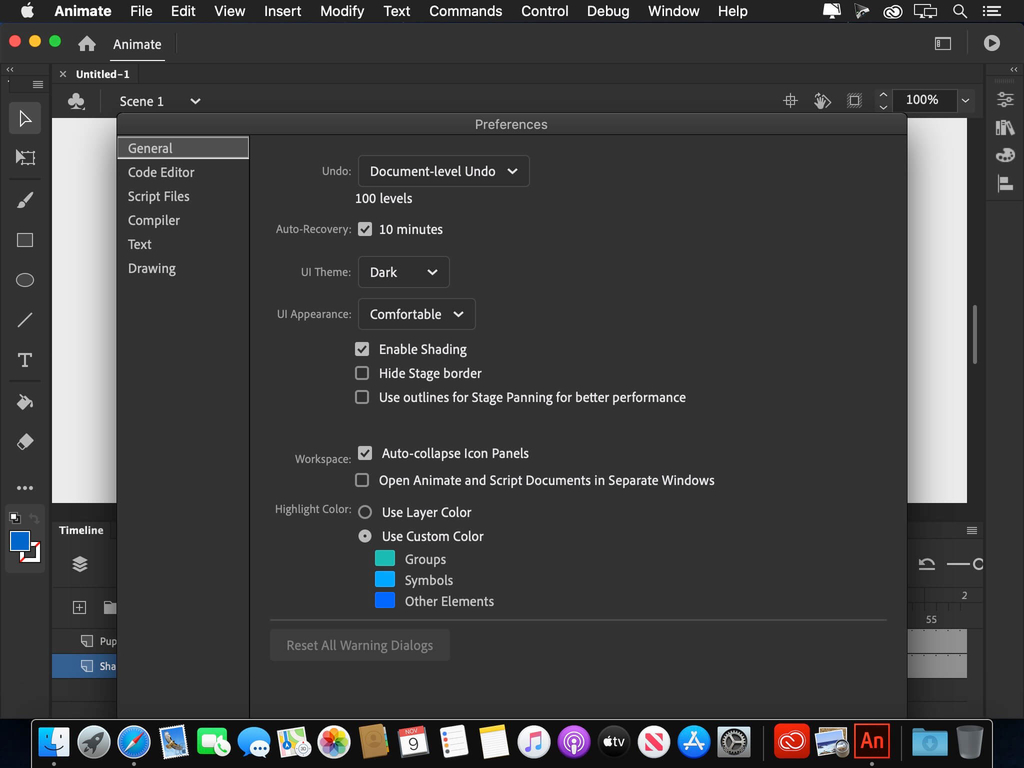 Animate File Edit View Insert Modify Text Commands Control Debug Window Help
Animate
Untitled-1
Scene 1 100%
Preferences
General
Code Editor
Script Files
Compiler
Text
Drawing
Undo: Document-level Undo
100 levels
Auto-Recovery: 10 minutes
UI Theme: Dark
UI Appearance: Comfortable
Enable Shading
Hide Stage border
Use outlines for Stage Panning for better performance
Workspace: Auto-collapse Icon Panels
Open Animate and Script Documents in Separate Windows
Highlight Color: Use Layer Color
Use Custom Color
Groups
Symbols
Other Elements
Reset All Warning Dialogs
Timeline
2
55
Pup
Sha
NOV
9
tv
An